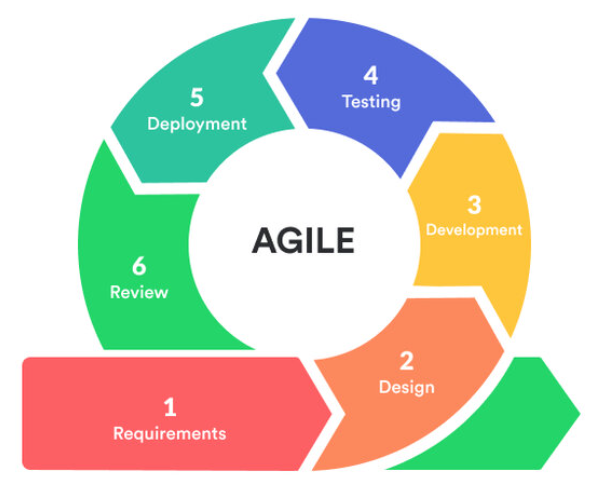 AGILE
1
Requirements
2
Design
3
Development
4
Testing
5
Deployment
6
Review